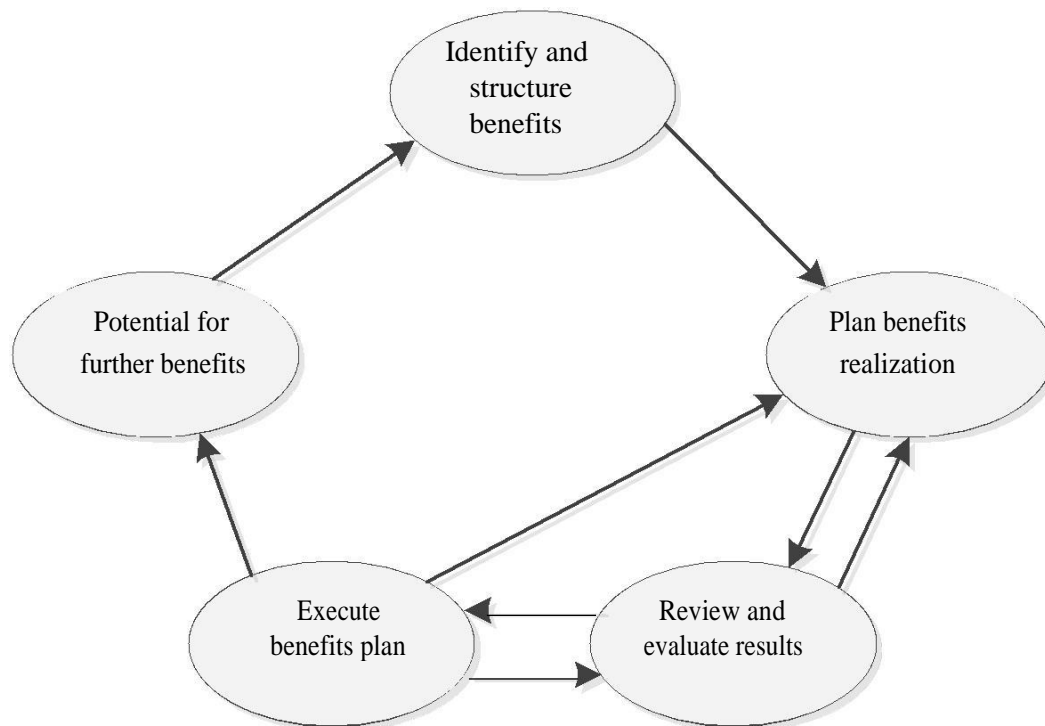 Identify and
structure
benefits
Potential for
further benefits
Plan benefits
realization
Execute
benefits plan
Review and
evaluate results